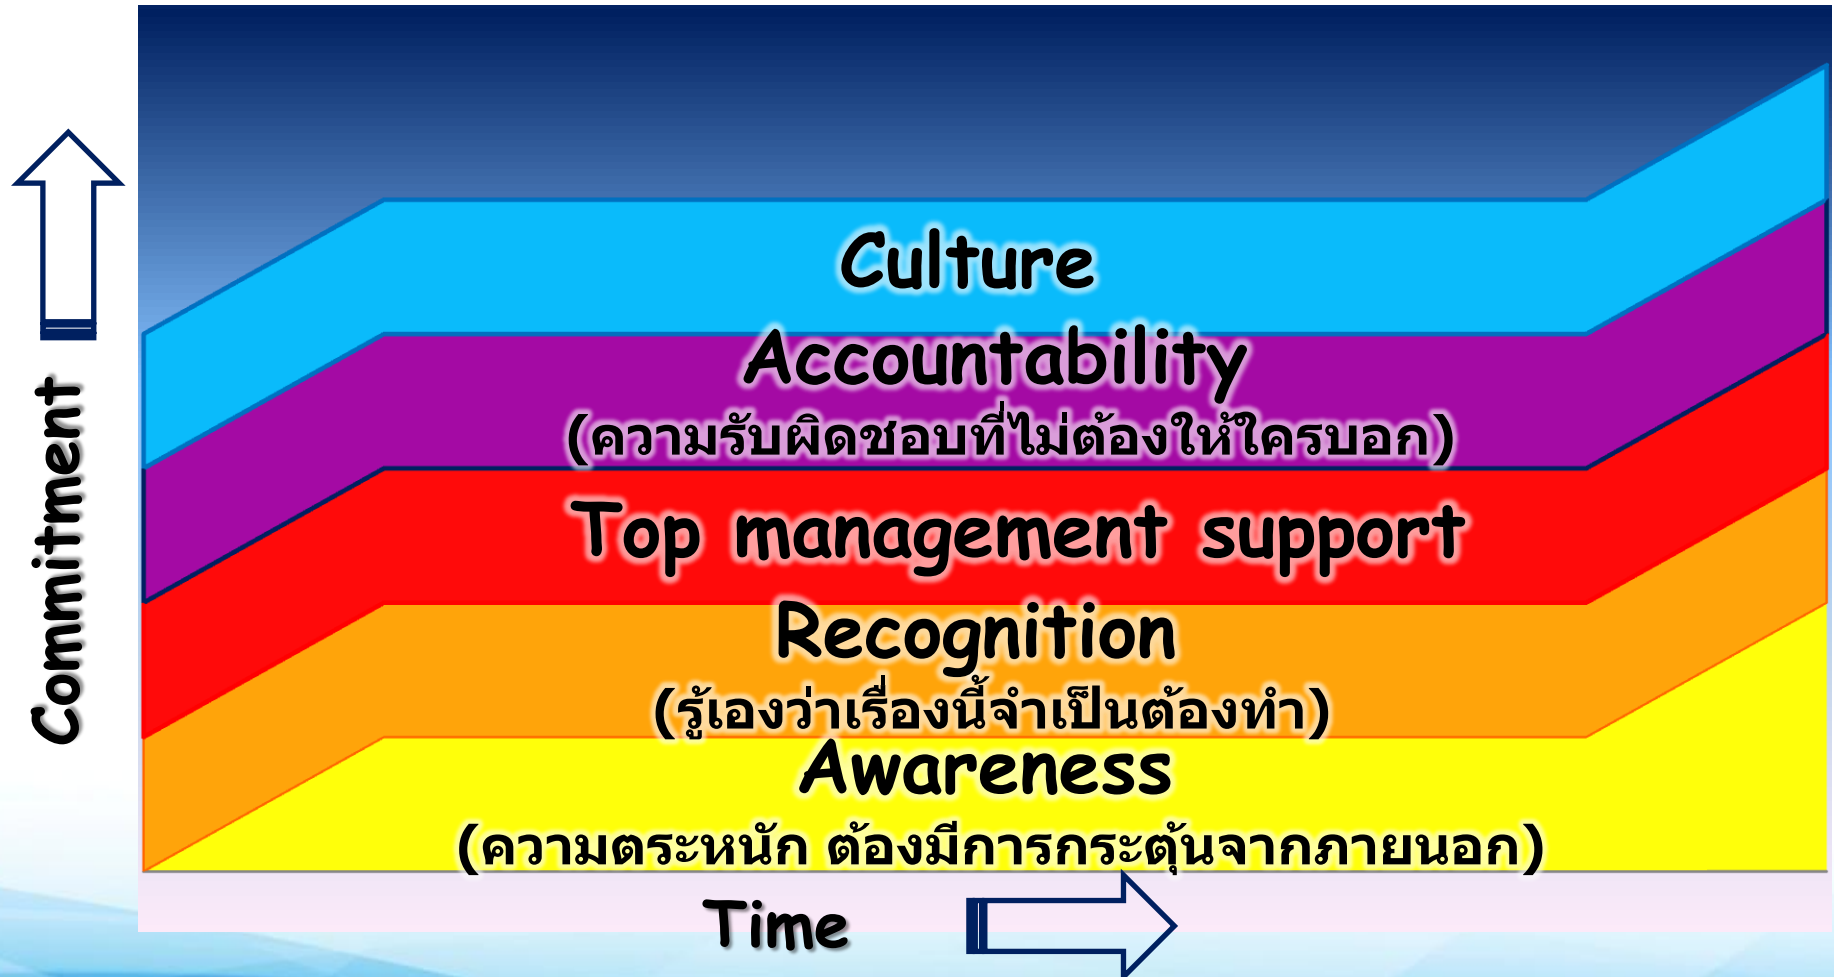 Commitment
Culture
Accountability
(ความรับผิดชอบที่ไม่ต้องให้ใครบอก)
Top management support
Recognition
(รู้เองว่าเรื่องนี้จำเป็นต้องทำ)
Awareness
(ความตระหนัก ต้องมีการกระตุ้นจากภายนอก)
Time